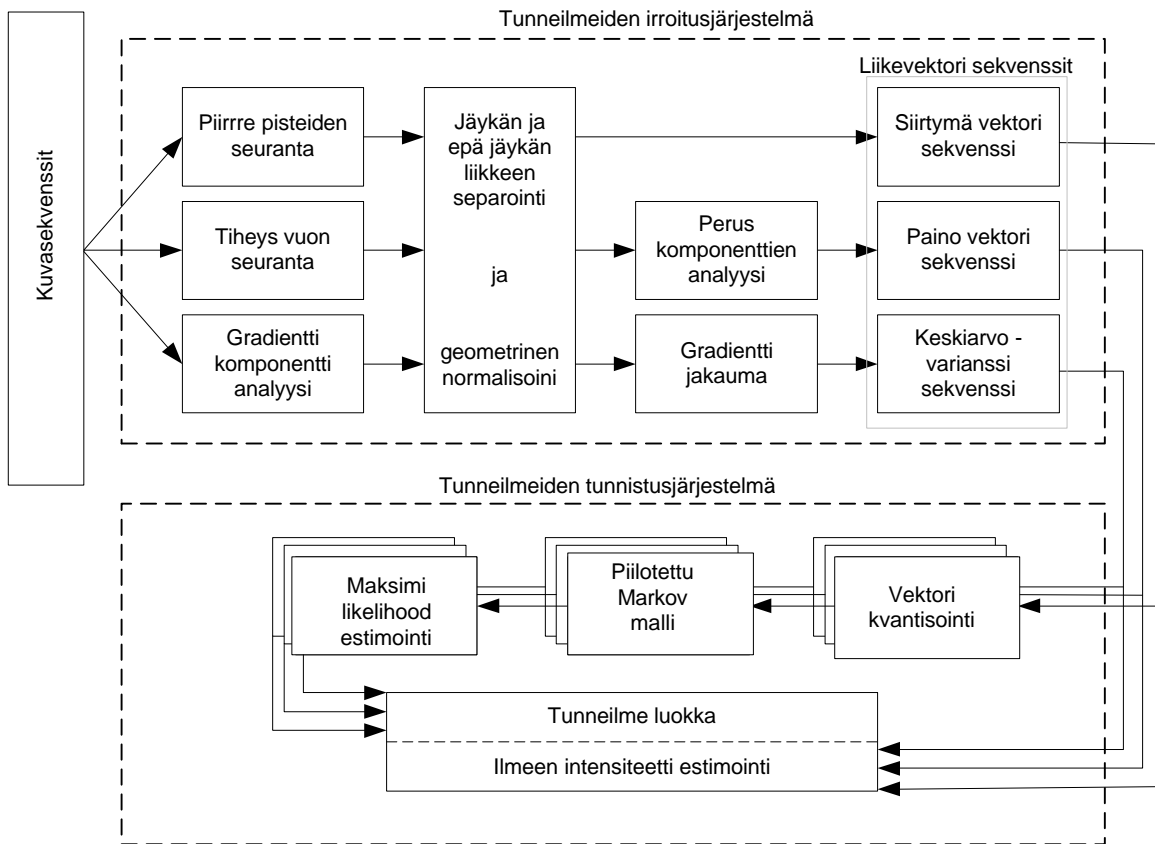 Tunneilmeiden irroitusjärjestelmä
Kuvasekvenssit
Piirrre pisteiden
seuranta
Tiheys vuon
seuranta
Gradientti
komponentti
analyysi
Jäykän ja
epä jäykän
liikkeen
separointi
ja
geometrinen
normalisoini
Perus
komponenttien
analyysi
Gradientti
jakauma
Liikevektori sekvenssit
Siirtymä vektori
sekvenssi
Paino vektori
sekvenssi
Keskiarvo -
varianssi
sekvenssi
Tunneilmeiden tunnistusjärjestelmä
Maksimi
likelihood
estimointi
Piilotettu
Markov
malli
Vektori
kvantisointi
Tunneilme luokka
Ilmeen intensiteetti estimointi